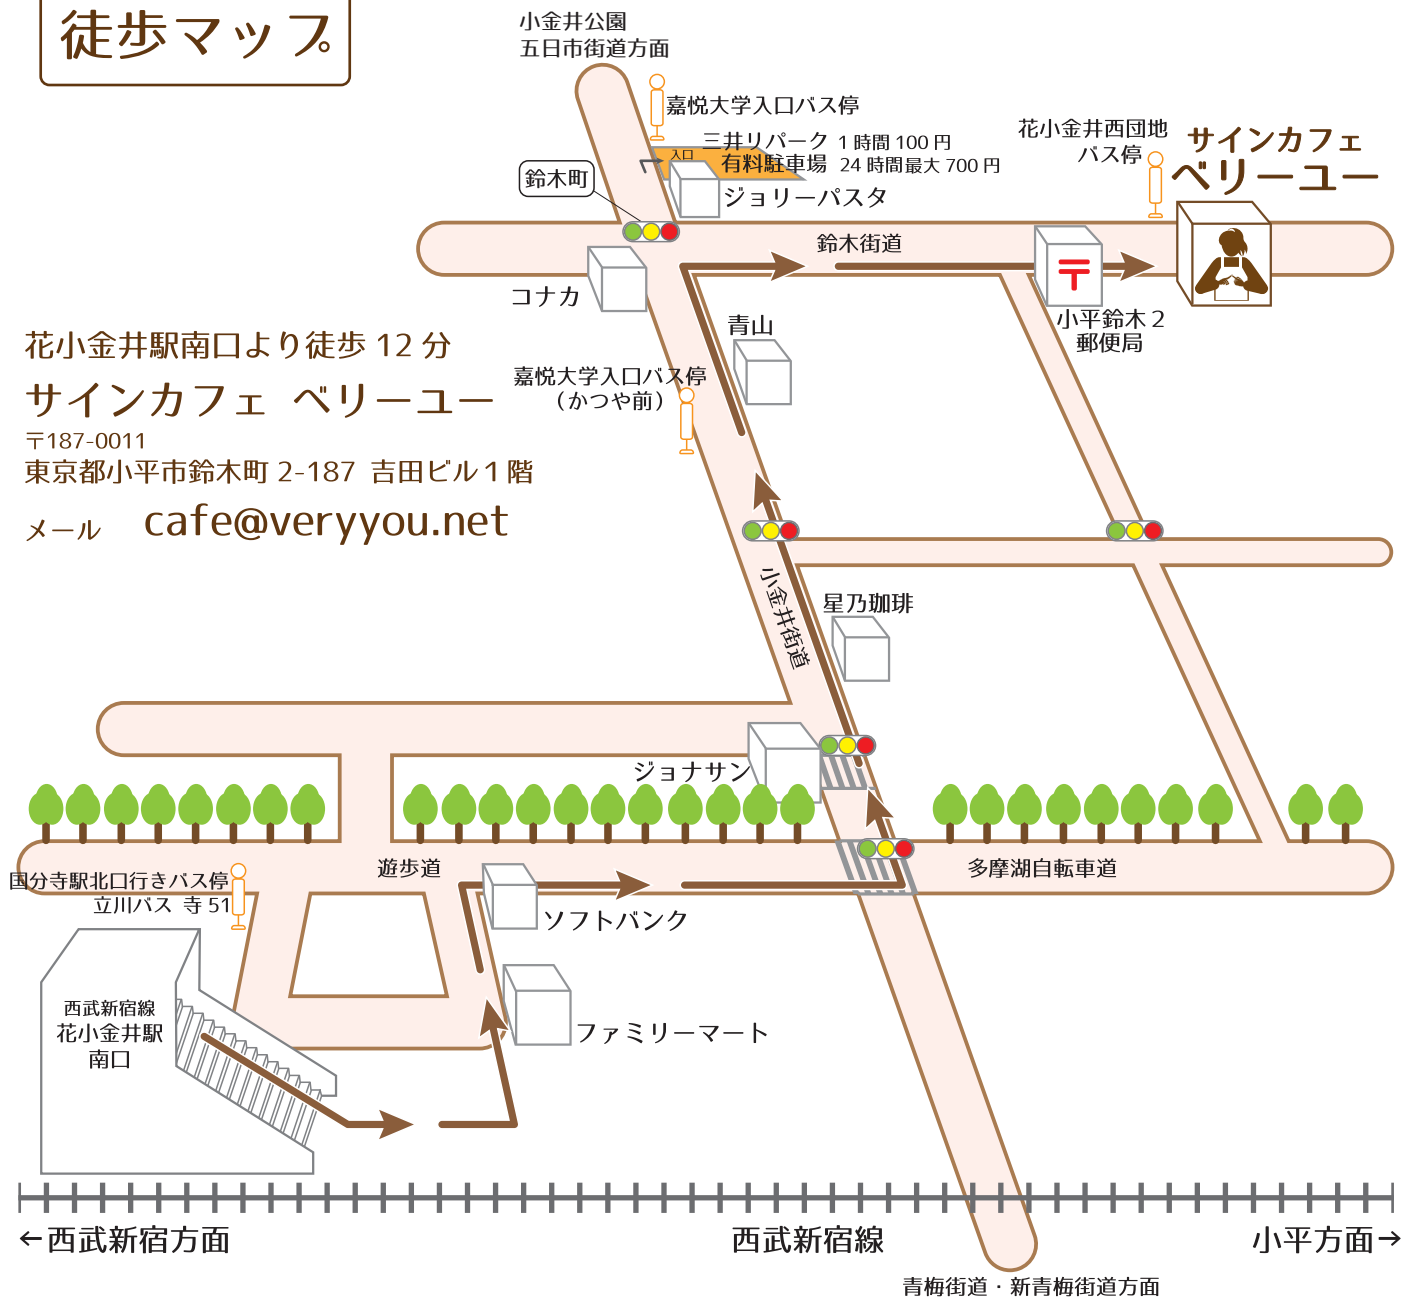 徒歩マップ
小金井公園
五日市街道方面
嘉悦大学入口バス停
三井リパーク 1 時間 100 円
有料駐車場 24 時間最大 700 円
入口
ジョリーパスタ
鈴木町
花小金井西団地
バス停
サインカフェ
ベリーユー
鈴木街道
コナカ
〒
小平鈴木2
郵便局
青山
花小金井駅南口より徒歩 12 分
サインカフェ ベリーユー
〒187-0011
東京都小平市鈴木町 2-187 吉田ビル1階
メール cafe@veryyou.net
嘉悦大学入口バス停
(かつや前)
小金井街道
星乃珈琲
ジョナサン
遊歩道
多摩湖自転車道
国分寺駅北口行きバス停
立川バス 寺 51
ソフトバンク
西武新宿線
花小金井駅
南口
ファミリーマート
←西武新宿方面
西武新宿線
小平方面→
青梅街道・新青梅街道方面